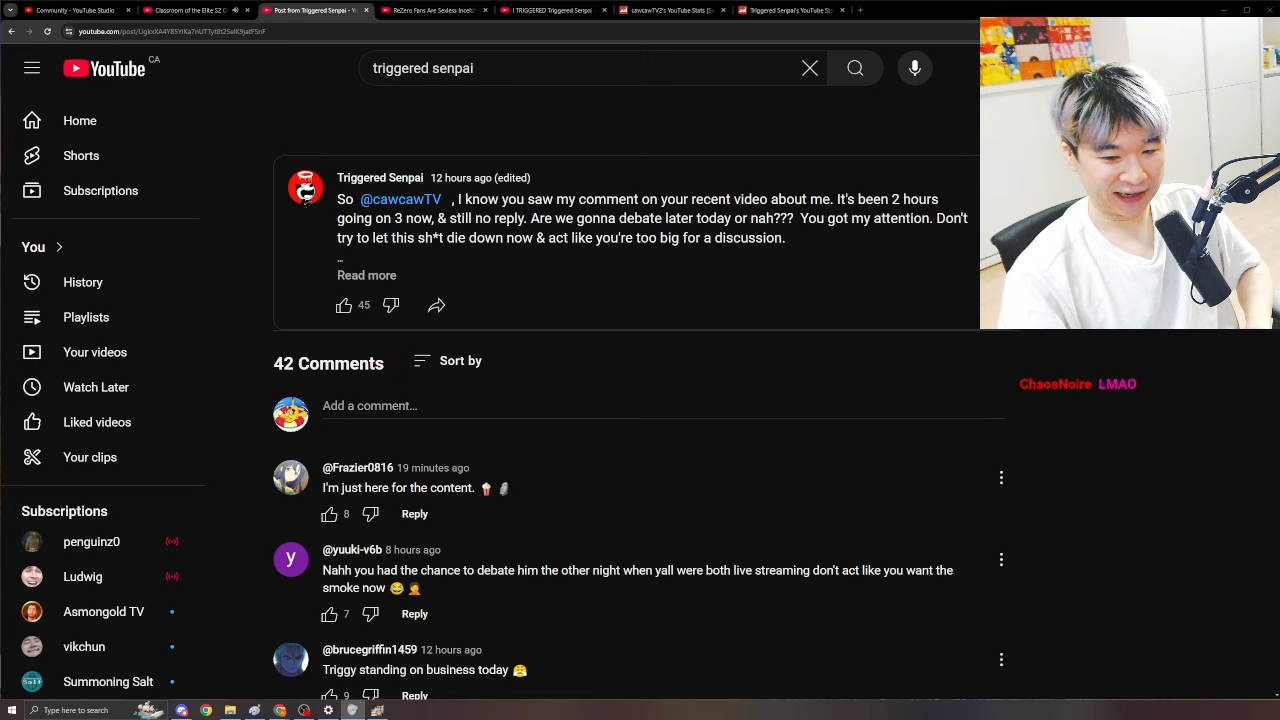 Community - YouTube Studio
Classroom of the Elite S2 C
Post from Triggered Senpai - Y
ReZero Fans Are Sexless Incels
I TRIGGERED Triggered Senpai
cawcawTV2's YouTube Stats (S
Triggered Senpai's YouTube St
YouTube CA
triggered senpai
Home
Shorts
Subscriptions
You
History
Playlists
Your videos
Watch Later
Liked videos
Your clips
Subscriptions
penguinz0
Ludwig
Asmongold TV
vikchun
Summoning Salt
Triggered Senpai 12 hours ago (edited)
So @cawcawTV , I know you saw my comment on your recent video about me. It's been 2 hours
going on 3 now, & still no reply. Are we gonna debate later today or nah??? You got my attention. Don't
try to let this sh*t die down now & act like you're too big for a discussion.
...
Read more
45
42 Comments Sort by
Add a comment...
@Frazier0816 19 minutes ago
I'm just here for the content. 🍿 🗿
8 Reply
y
@yuuki-v6b 8 hours ago
Nahh you had the chance to debate him the other night when yall were both live streaming don't act like you want the
smoke now 😂 🤦
7 Reply
@brucegriffin1459 12 hours ago
Triggy standing on business today 😤
9 Reply
ChaosNoire LMAO
Type here to search